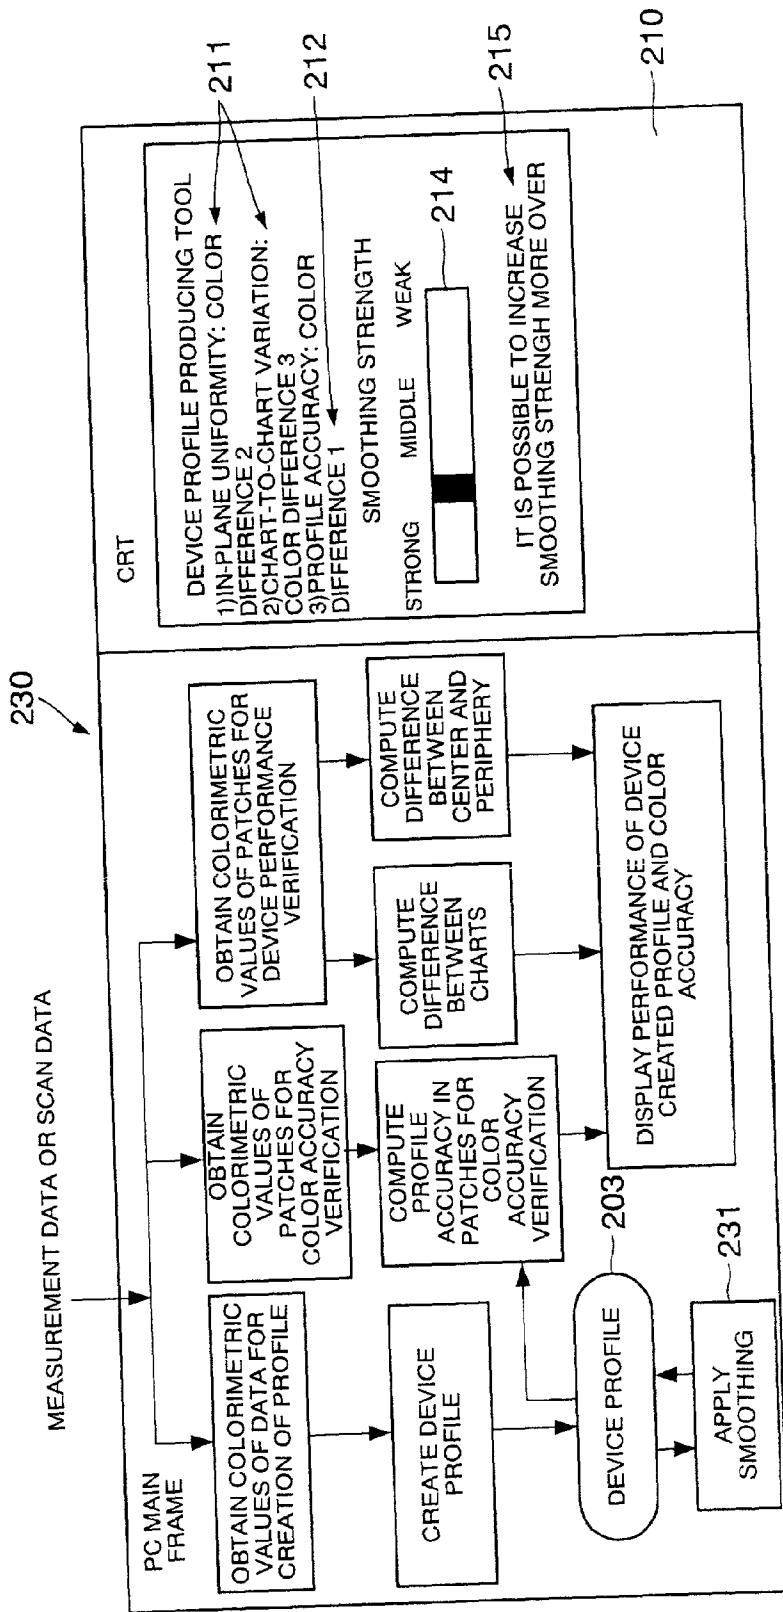 230
MEASUREMENT DATA OR SCAN DATA
PC MAIN
FRAME
OBTAIN COLORIMETRIC
VALUES OF DATA FOR
CREATION OF PROFILE
OBTAIN
COLORIMETRIC
VALUES OF
PATCHES FOR
COLOR ACCURACY
VERIFICATION
OBTAIN COLORIMETRIC
VALUES OF PATCHES FOR
DEVICE PERFORMANCE
VERIFICATION
CREATE DEVICE
PROFILE
COMPUTE
PROFILE
ACCURACY IN
PATCHES FOR
COLOR
ACCURACY
VERIFICATION
COMPUTE
DIFFERENCE
BETWEEN
CHARTS
COMPUTE
DIFFERENCE
BETWEEN
CENTER AND
PERIPHERY
DEVICE PROFILE
203
APPLY
SMOOTHING
231
DISPLAY PERFORMANCE OF DEVICE
CREATED PROFILE AND COLOR
ACCURACY
CRT
DEVICE PROFILE PRODUCING TOOL
1)IN-PLANE UNIFORMITY: COLOR
DIFFERENCE 2
2)CHART-TO-CHART VARIATION:
COLOR DIFFERENCE 3
3)PROFILE ACCURACY: COLOR
DIFFERENCE 1
211
212
SMOOTHING STRENGTH
STRONG MIDDLE WEAK
214
IT IS POSSIBLE TO INCREASE
SMOOTHING STRENGH MORE OVER
215
210